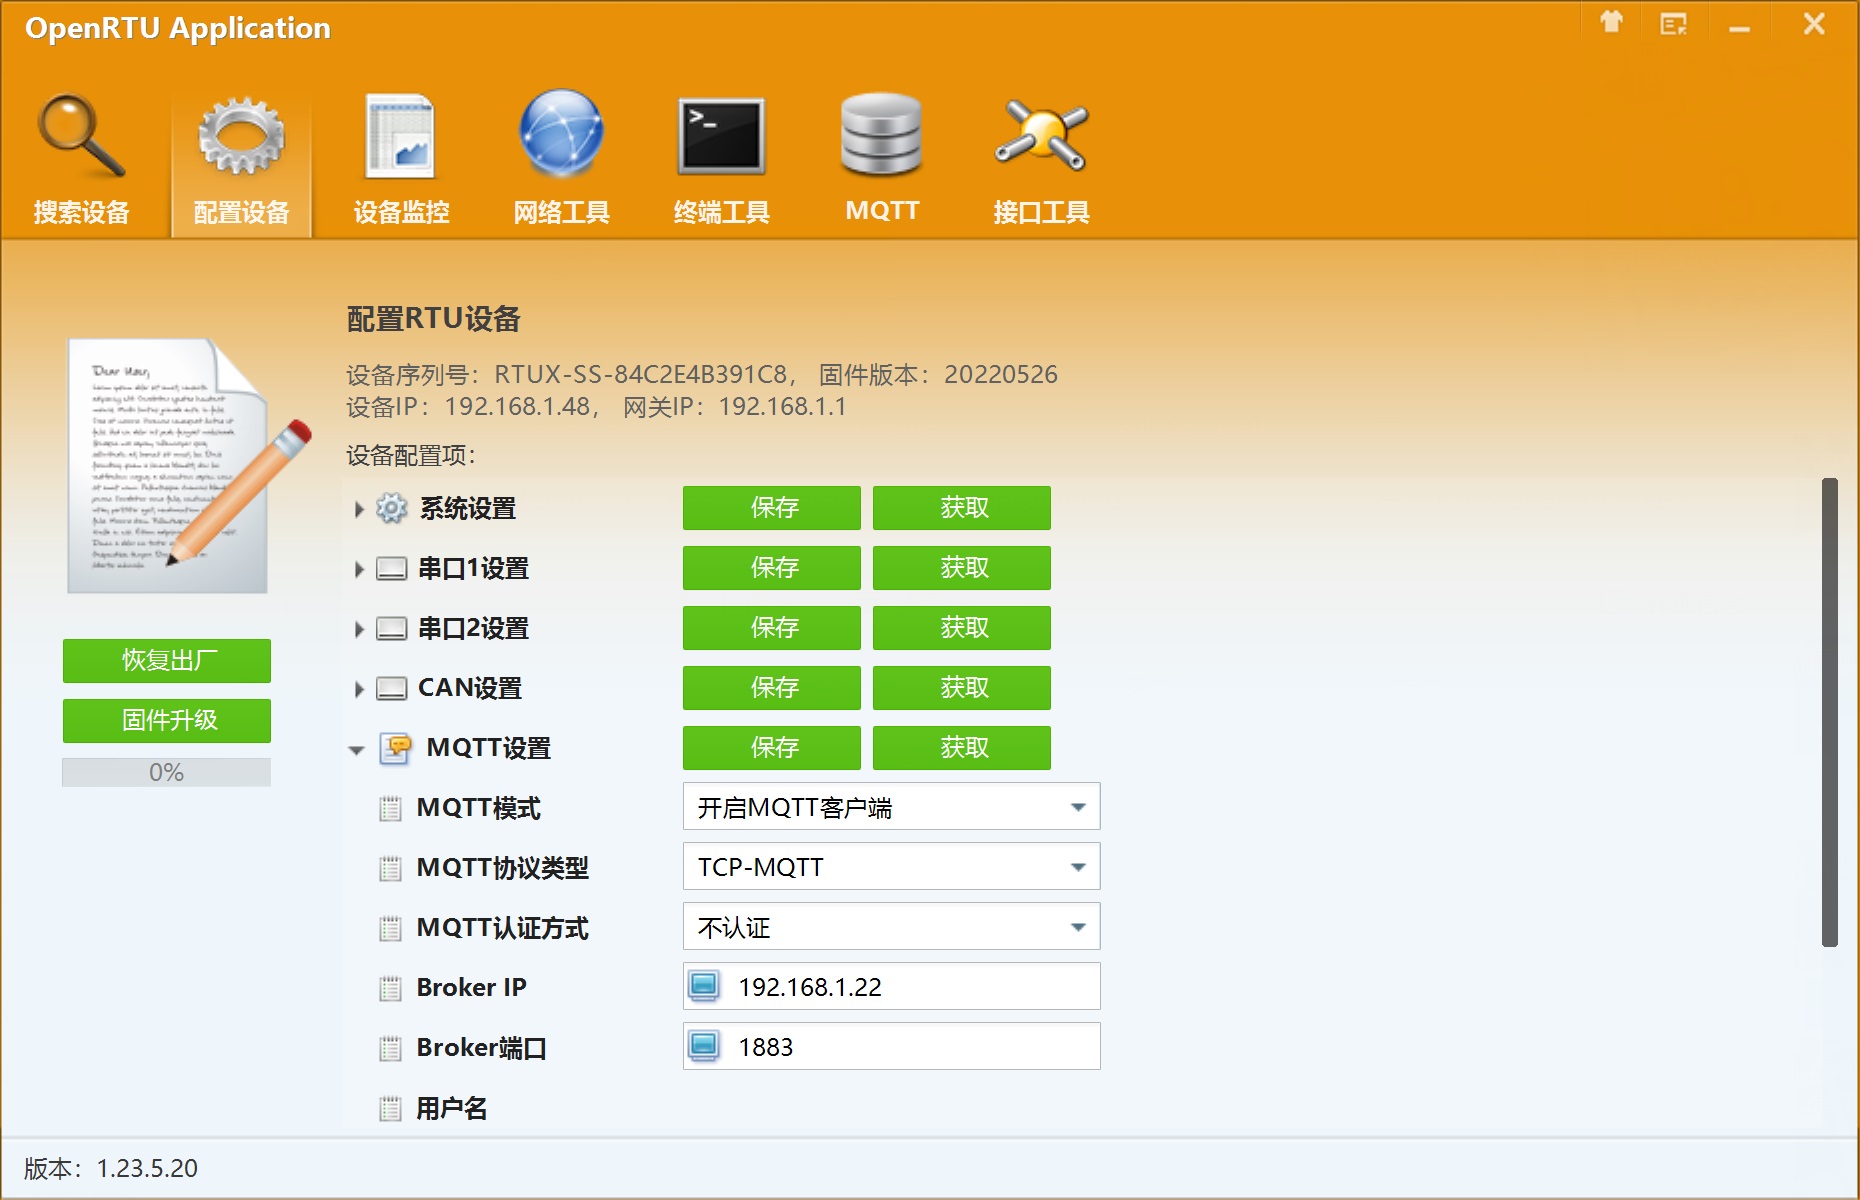 OpenRTU Application
搜索设备
配置设备
设备监控
网络工具
终端工具
MQTT
接口工具
配置RTU设备
设备序列号：RTUX-SS-84C2E4B391C8， 固件版本：20220526
设备IP：192.168.1.48， 网关IP：192.168.1.1
设备配置项：
系统设置 保存 获取
串口1设置 保存 获取
串口2设置 保存 获取
CAN设置 保存 获取
MQTT设置 保存 获取
MQTT模式 开启MQTT客户端
MQTT协议类型 TCP-MQTT
MQTT认证方式 不认证
Broker IP 192.168.1.22
Broker端口 1883
用户名
恢复出厂
固件升级
0%
版本：1.23.5.20